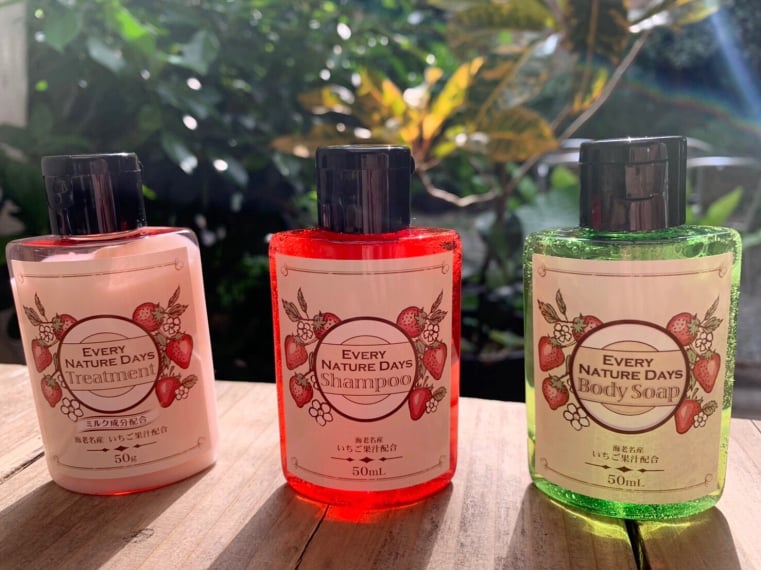 EVERY
NATURE DAYS
Treatment
ミルク成分配合
海老名産
いちご果汁配合
50g
EVERY
NATURE DAYS
Shampoo
海老名産
いちご果汁配合
50mL
EVERY
NATURE DAYS
Body Soap
海老名産
いちご果汁配合
50mL